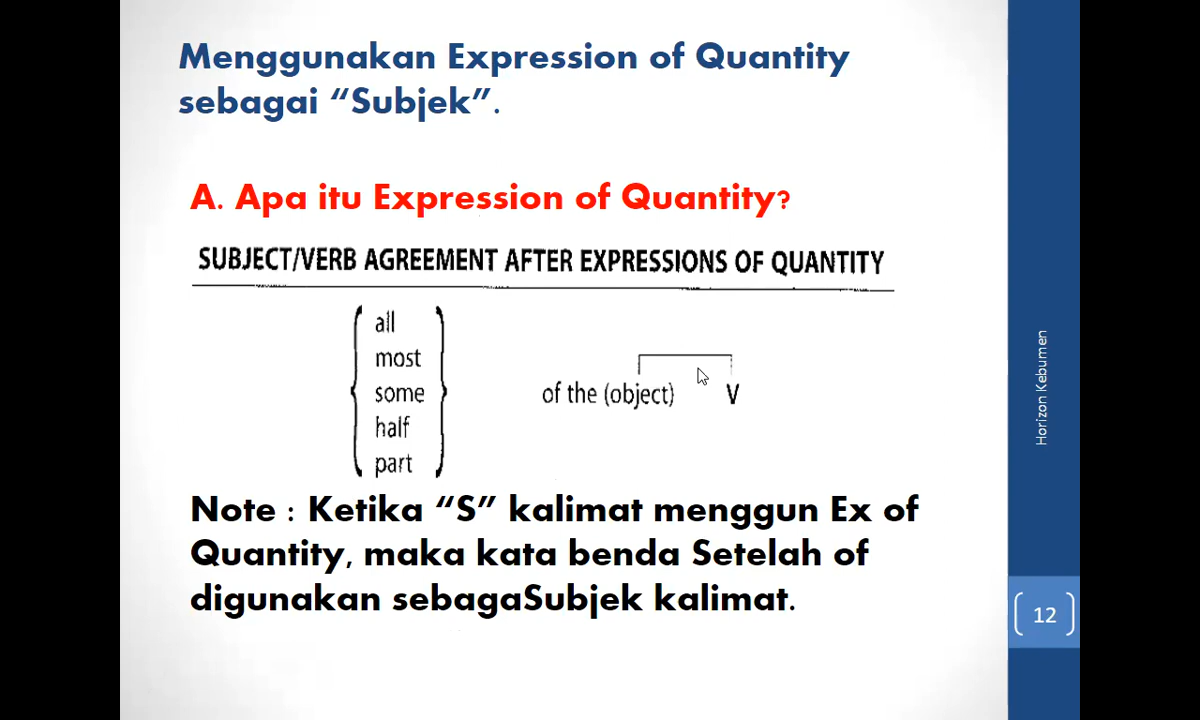 Menggunakan Expression of Quantity
sebagai “Subjek”.
A. Apa itu Expression of Quantity?
SUBJECT/VERB AGREEMENT AFTER EXPRESSIONS OF QUANTITY
all
most
some
half
part
of the (object) V
Note : Ketika “S” kalimat menggun Ex of
Quantity, maka kata benda Setelah of
digunakan sebagaSubjek kalimat.
Horizon Kebumen
12